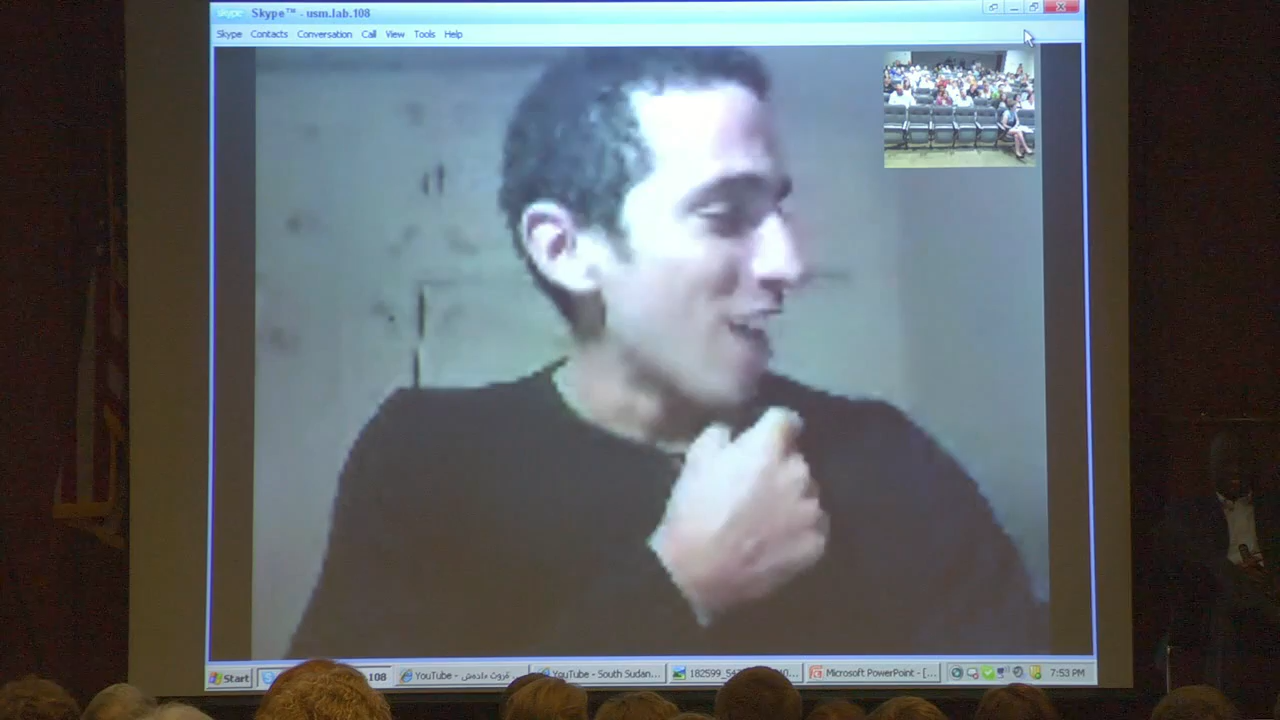 Skype™ - usm.lab.108
Skype Contacts Conversation Call View Tools Help
Start .108 YouTube - YouTube - South Sudan... Microsoft PowerPoint - [... 7:53 PM